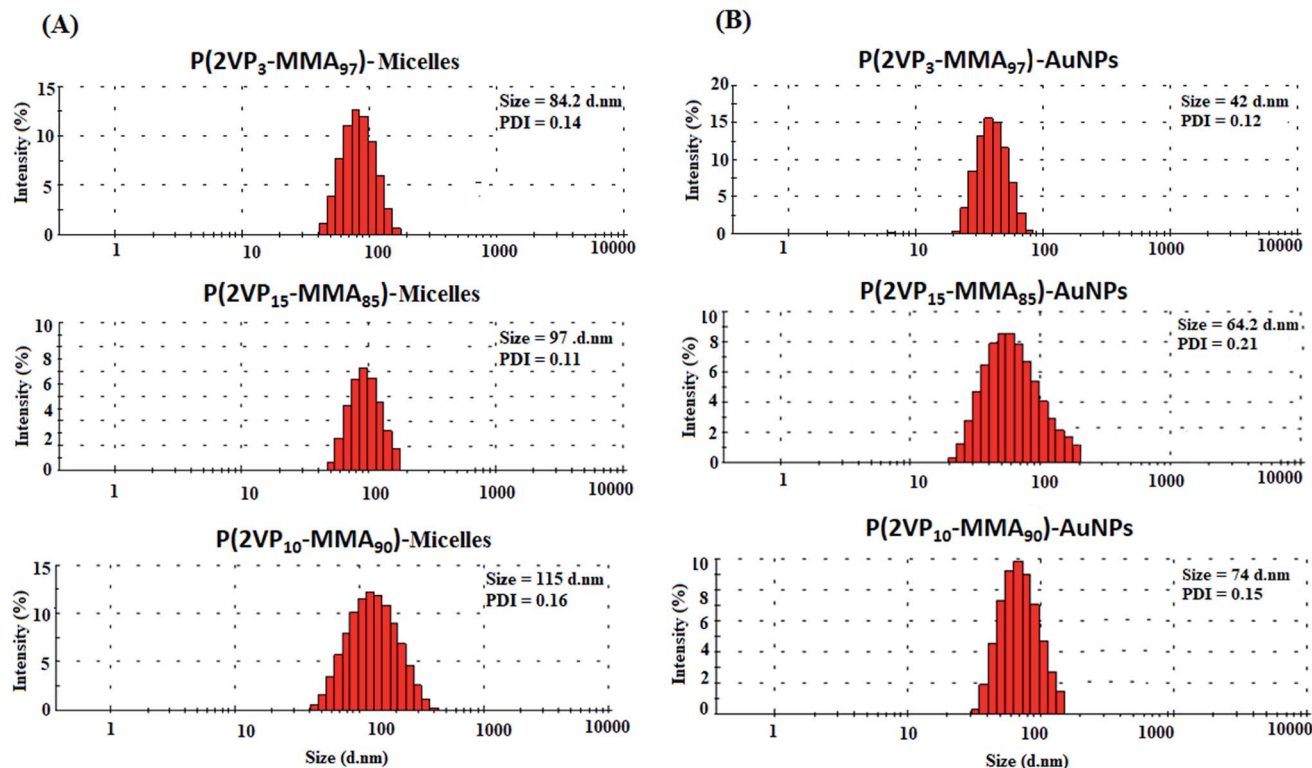 (A)
P(2VP3-MMA97)-Micelles
Intensity (%)
15
10
5
0
Size = 84.2 d.nm
PDI = 0.14
1 10 100 1000 10000
P(2VP15-MMA85)-Micelles
Intensity (%)
10
8
7
6
4
2
0
Size = 97 .d.nm
PDI = 0.11
1 10 100 1000 10000
P(2VP10-MMA90)-Micelles
Intensity (%)
15
10
5
0
Size = 115 d.nm
PDI = 0.16
1 10 100 1000 10000
Size (d.nm)
(B)
P(2VP3-MMA97)-AuNPs
Intensity (%)
20
15
10
5
0
Size = 42 d.nm
PDI = 0.12
1 10 100 1000 10000
P(2VP15-MMA85)-AuNPs
Intensity (%)
10
8
6
4
2
0
Size = 64.2 d.nm
PDI = 0.21
1 10 100 1000 10000
P(2VP10-MMA90)-AuNPs
Intensity (%)
10
8
6
4
2
0
Size = 74 d.nm
PDI = 0.15
1 10 100 1000 10000
Size (d.nm)